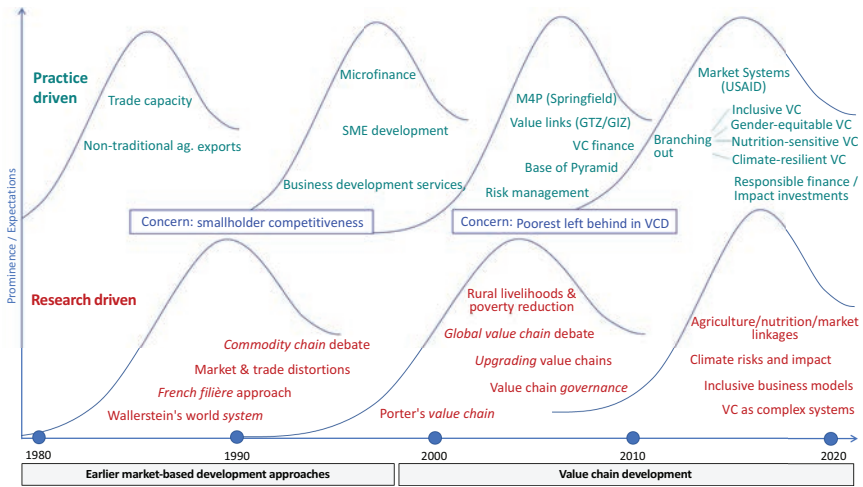 Prominence / Expectations
Practice
driven
Trade capacity
Non-traditional ag. exports
Microfinance
SME development
Business development services,
M4P (Springfield)
Value links (GTZ/GIZ)
VC finance
Base of Pyramid
Risk management
Market Systems
(USAID)
Branching
out
Inclusive VC
Gender-equitable VC
Nutrition-sensitive VC
Climate-resilient VC
Responsible finance /
Impact investments
Concern: smallholder competitiveness
Concern: Poorest left behind in VCD
Research driven
Commodity chain debate
Market & trade distortions
French filière approach
Wallerstein's world system
Rural livelihoods &
poverty reduction
Global value chain debate
Upgrading value chains
Value chain governance
Porter's value chain
Agriculture/nutrition/market
linkages
Climate risks and impact
Inclusive business models
VC as complex systems
1980
1990
2000
2010
2020
Earlier market-based development approaches
Value chain development